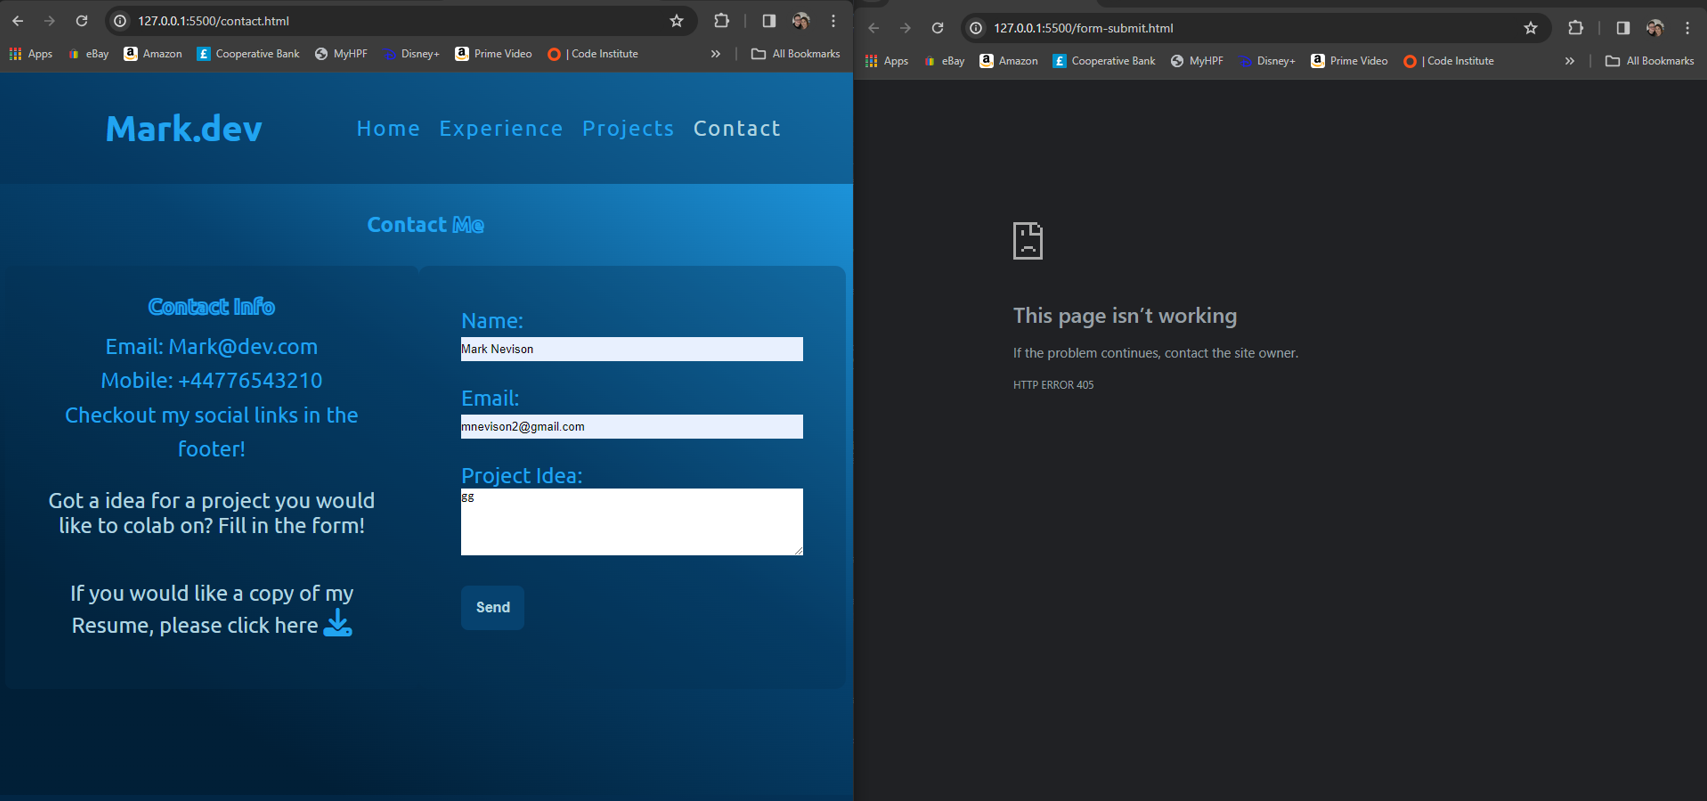 127.0.0.1:5500/contact.html
Apps eBay Amazon Cooperative Bank MyHPF Disney+ Prime Video | Code Institute » All Bookmarks
Mark.dev
Home Experience Projects Contact
Contact Me
Contact Info
Email: Mark@dev.com
Mobile: +44776543210
Checkout my social links in the
footer!
Got a idea for a project you would
like to colab on? Fill in the form!
If you would like a copy of my
Resume, please click here
Name:
Mark Nevison
Email:
mnevison2@gmail.com
Project Idea:
gg
Send
127.0.0.1:5500/form-submit.html
Apps eBay Amazon Cooperative Bank MyHPF Disney+ Prime Video | Code Institute » All Bookmarks
This page isn’t working
If the problem continues, contact the site owner.
HTTP ERROR 405